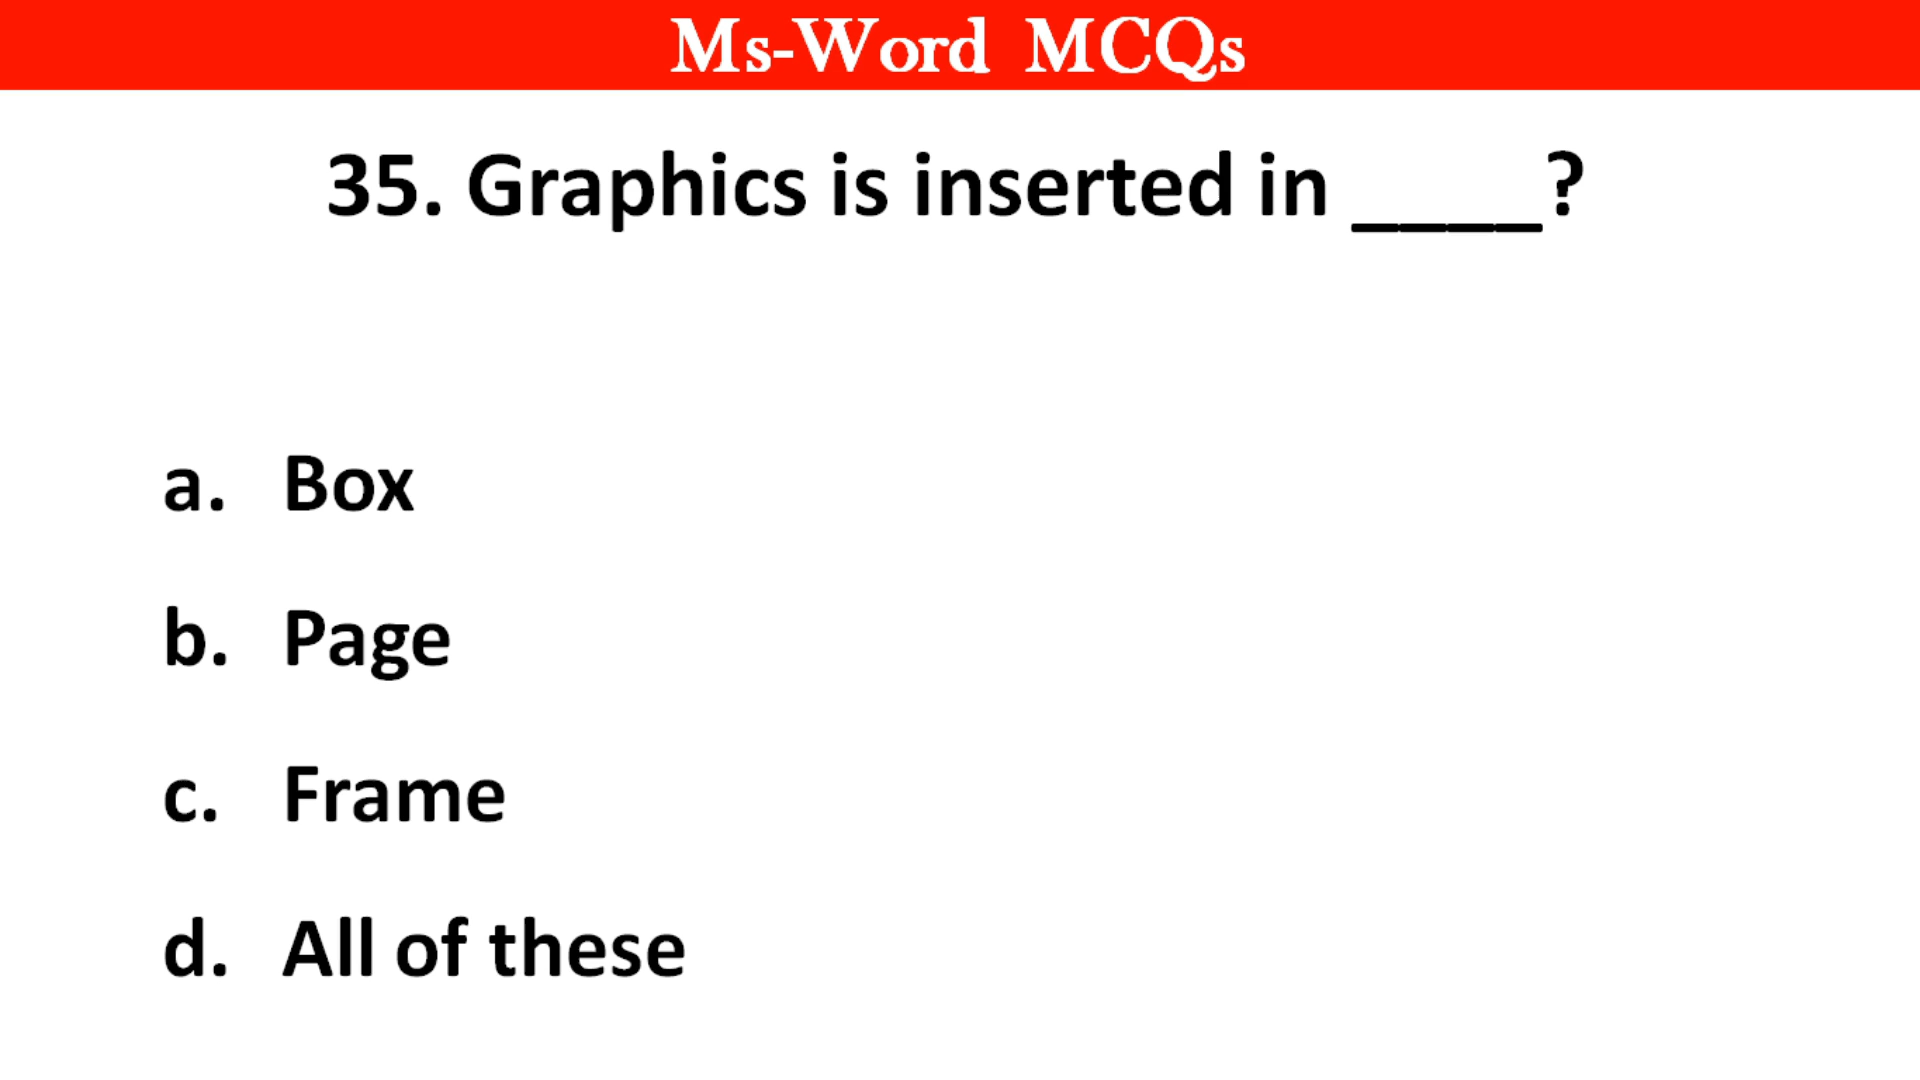 Ms-Word MCQs
35. Graphics is inserted in ____?
a. Box
b. Page
c. Frame
d. All of these